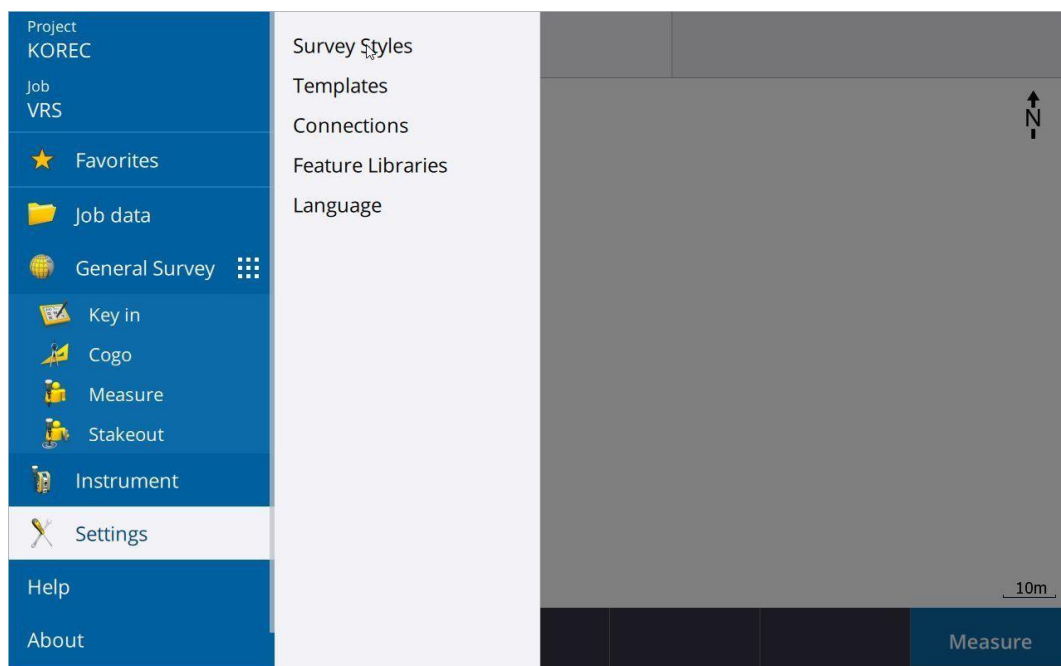 Project
KOREC
Job
VRS
Favorites
Job data
General Survey
Key in
Cogo
Measure
Stakeout
Instrument
Settings
Help
About
Survey Styles
Templates
Connections
Feature Libraries
Language
N
10m
Measure